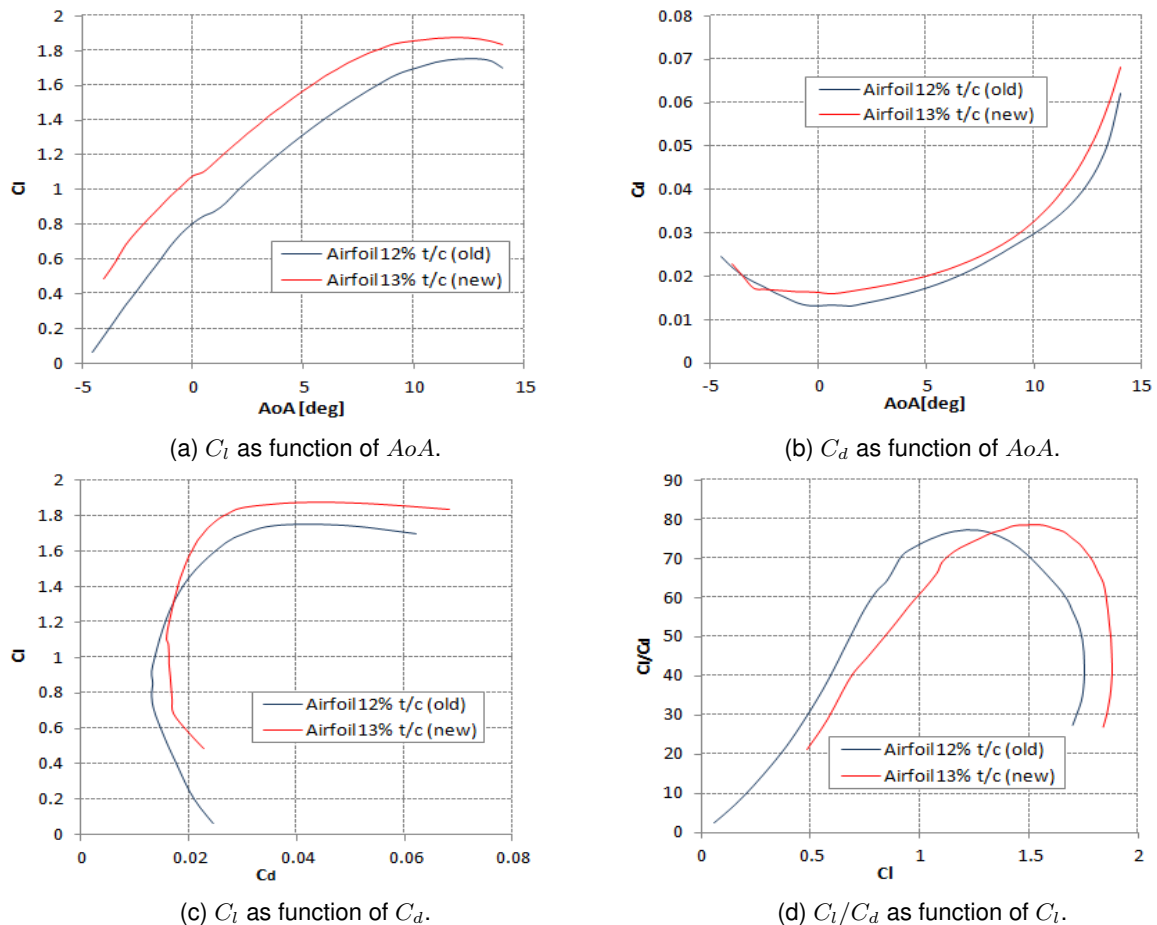 2
1.8
1.6
1.4
1.2
1
0.8
0.6
0.4
0.2
0
Cl
-5 0 5 10 15
AoA [deg]
Airfoil 12% t/c (old)
Airfoil 13% t/c (new)
(a) C_l as function of AoA.
0.08
0.07
0.06
0.05
0.04
0.03
0.02
0.01
0
Cd
-5 0 5 10 15
AoA[deg]
Airfoil 12% t/c (old)
Airfoil 13% t/c (new)
(b) C_d as function of AoA.
2
1.8
1.6
1.4
1.2
1
0.8
0.6
0.4
0.2
0
Cl
0 0.02 0.04 0.06 0.08
Cd
Airfoil 12% t/c (old)
Airfoil 13% t/c (new)
(c) C_l as function of C_d.
90
80
70
60
50
40
30
20
10
0
Cl/Cd
0 0.5 1 1.5 2
Cl
Airfoil 12% t/c (old)
Airfoil 13% t/c (new)
(d) C_l/C_d as function of C_l.